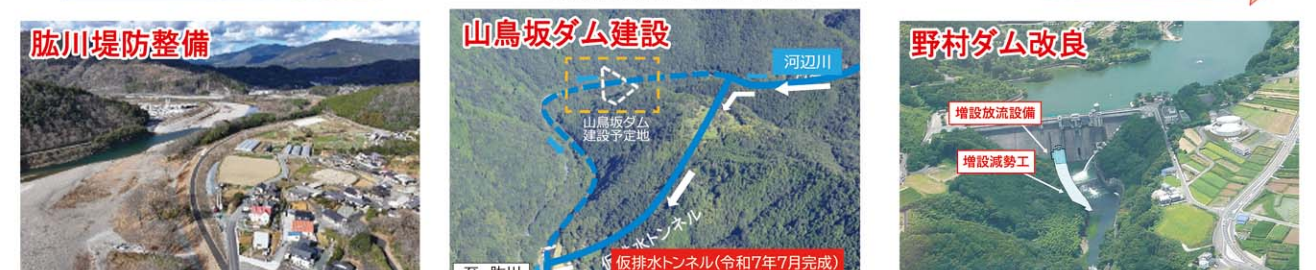 肱川堤防整備
山鳥坂ダム建設
河辺川
山鳥坂ダム
建設予定地
仮排水トンネル
仮排水トンネル(令和7年7月完成)
至 肱川
野村ダム改良
増設放流設備
増設減勢工